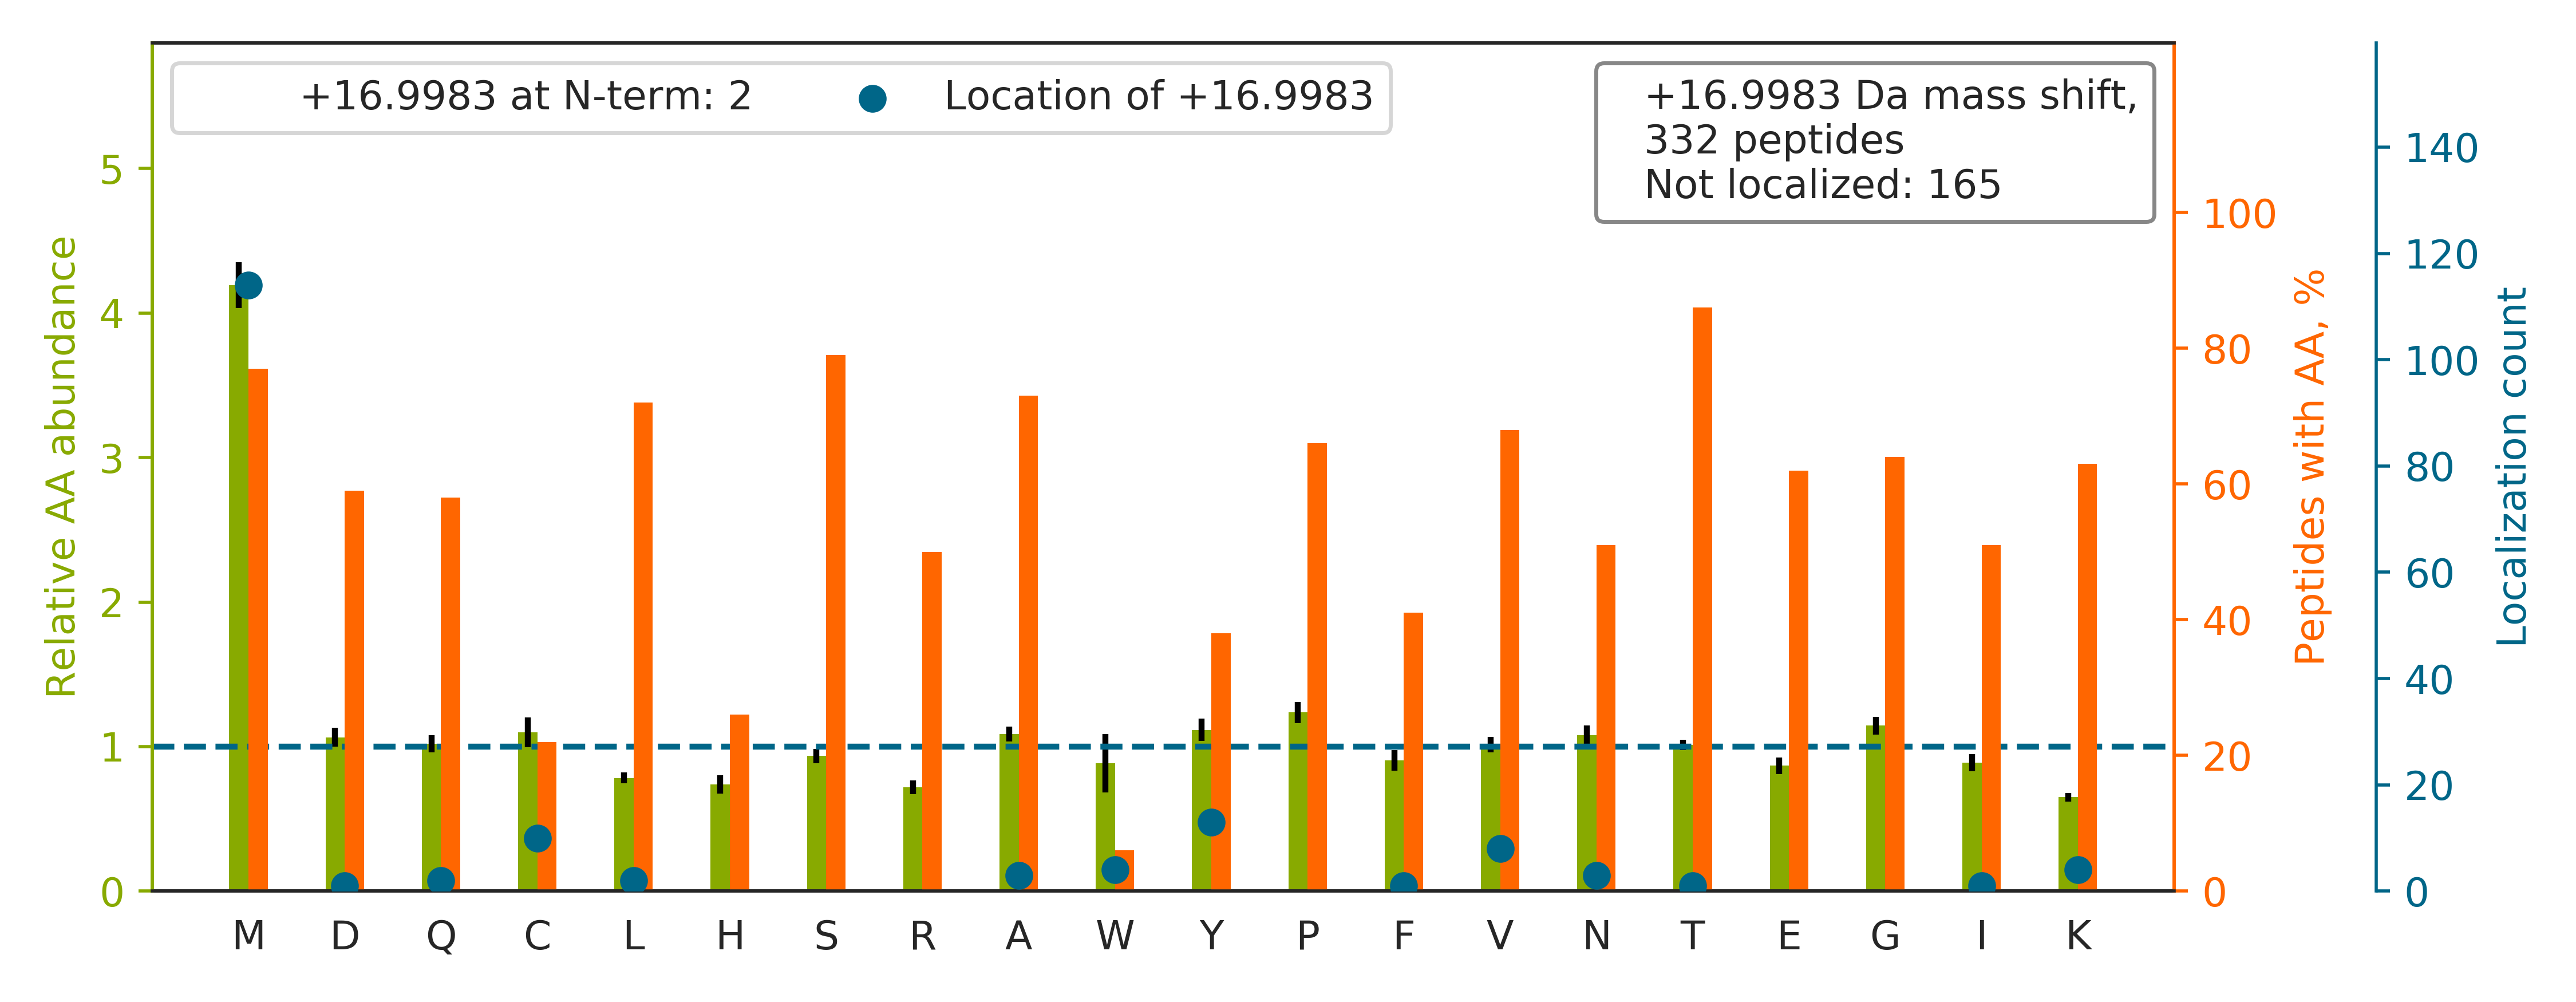 +16.9983 at N-term: 2
Location of +16.9983
+16.9983 Da mass shift,
332 peptides
Not localized: 165
Relative AA abundance
5
4
3
2
1
0
Peptides with AA, %
100
80
60
40
20
0
Localization count
140
120
100
80
60
40
20
0
M D Q C L H S R A W Y P F V N T E G I K